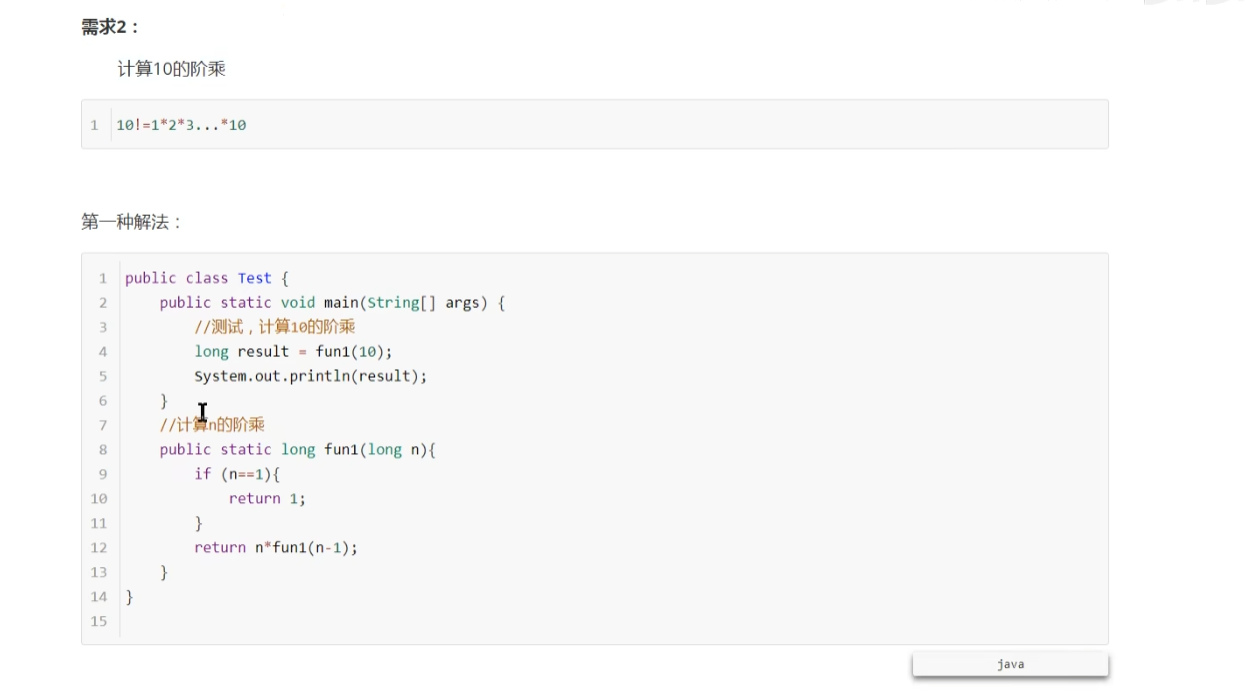 需求2：
计算10的阶乘
1 10!=1*2*3...*10
第一种解法：
1 public class Test {
2     public static void main(String[] args) {
3         //测试，计算10的阶乘
4         long result = fun1(10);
5         System.out.println(result);
6     }
7     //计算n的阶乘
8     public static long fun1(long n){
9         if (n==1){
10             return 1;
11         }
12         return n*fun1(n-1);
13     }
14 }
15
java